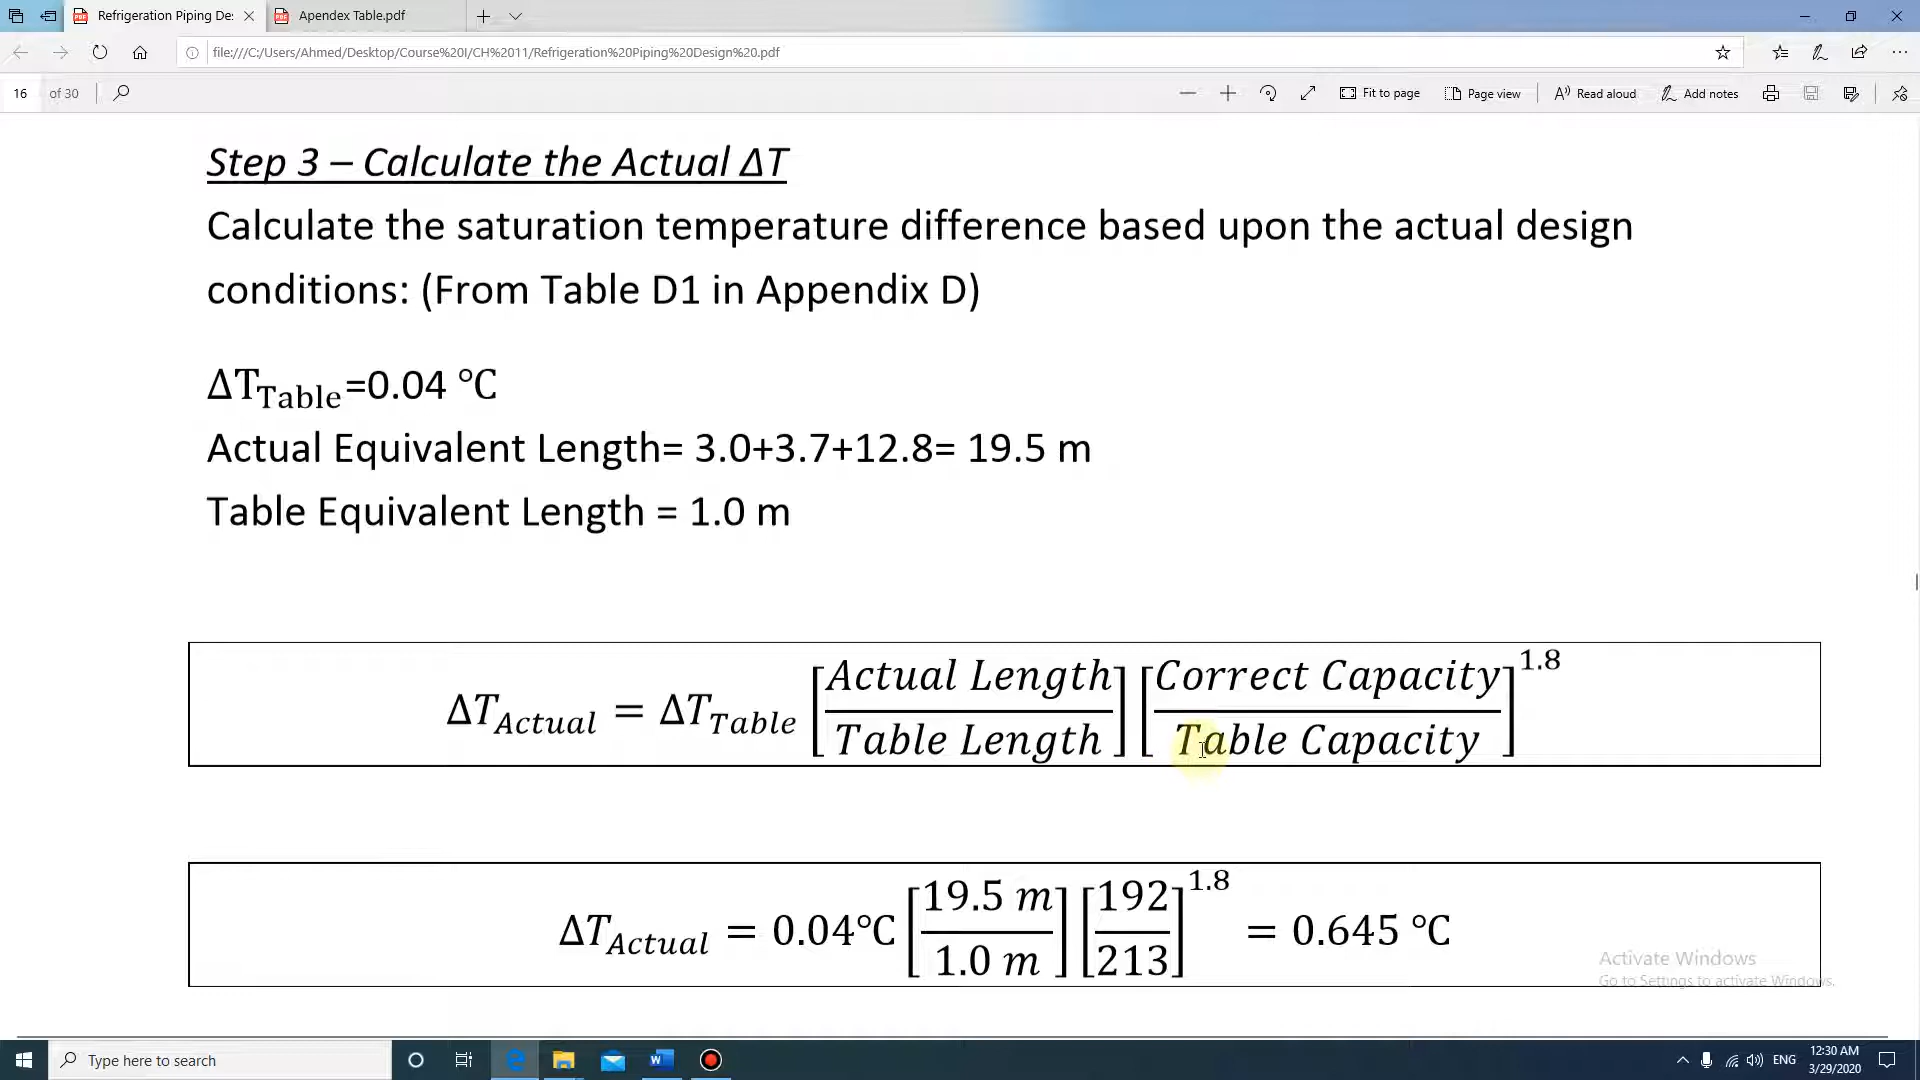 Refrigeration Piping De:
Apendex Table.pdf
file:///C:/Users/Ahmed/Desktop/Course%20I/CH%2011/Refrigeration%20Piping%20Design%20.pdf
16 of 30
Fit to page
Page view
Read aloud
Add notes
Step 3 – Calculate the Actual ΔT
Calculate the saturation temperature difference based upon the actual design
conditions: (From Table D1 in Appendix D)
ΔT_Table=0.04 °C
Actual Equivalent Length= 3.0+3.7+12.8= 19.5 m
Table Equivalent Length = 1.0 m
ΔT_Actual = ΔT_Table [Actual Length / Table Length] [Correct Capacity / Table Capacity]^1.8
ΔT_Actual = 0.04°C [19.5 m / 1.0 m] [192 / 213]^1.8 = 0.645 °C
Activate Windows
Go to Settings to activate Windows.
Type here to search
ENG
12:30 AM
3/29/2020